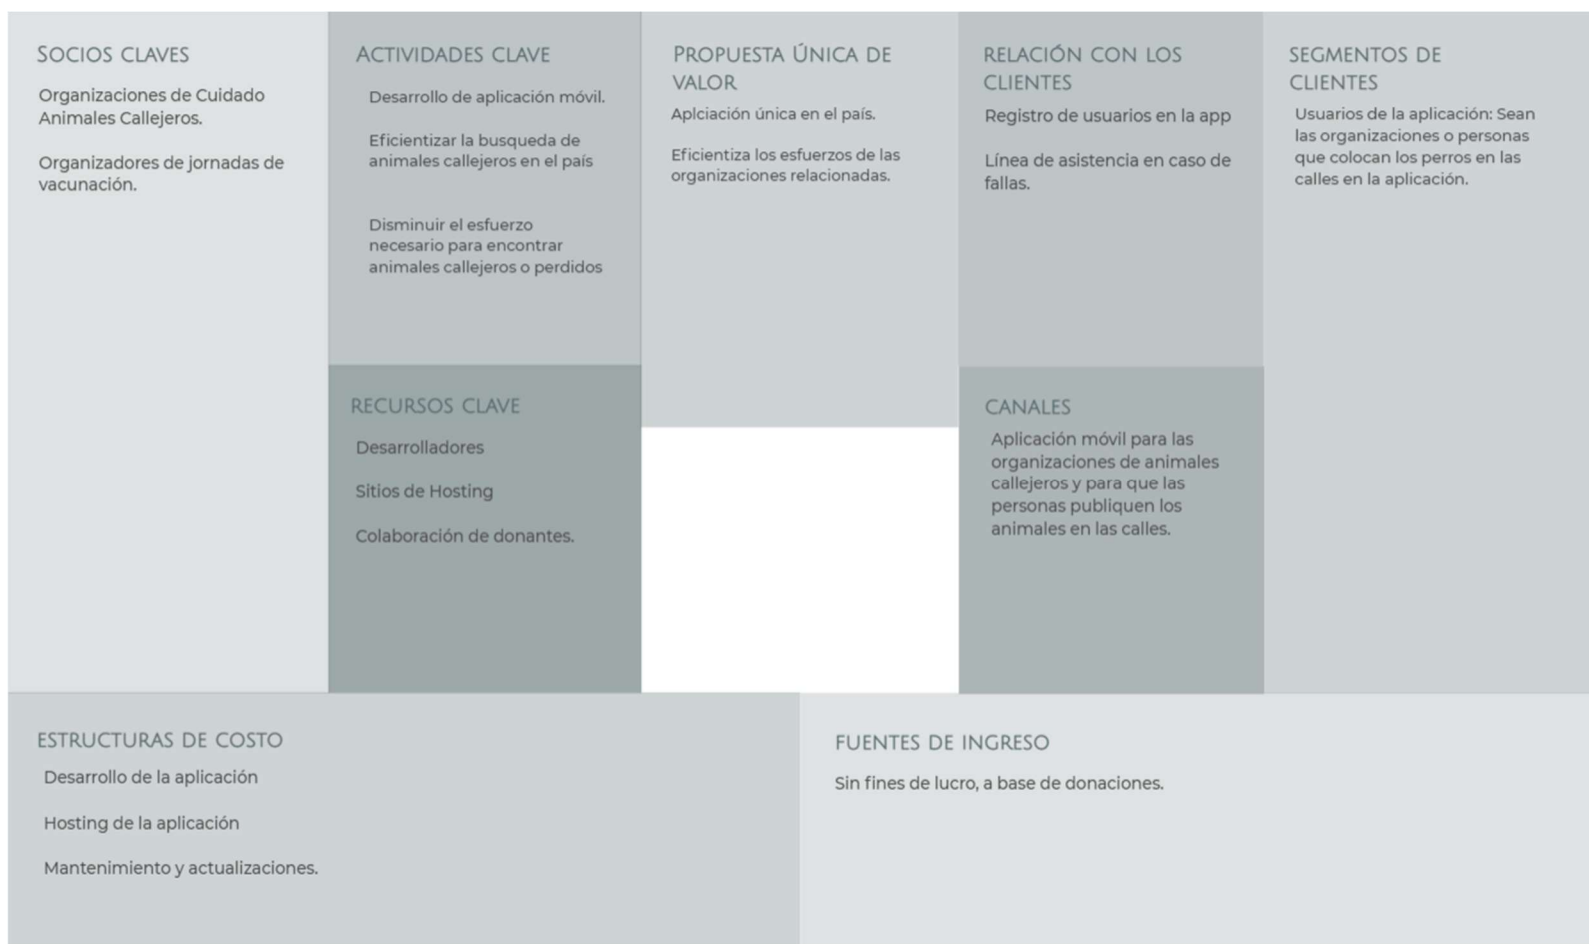 SOCIOS CLAVES
Organizaciones de Cuidado
Animales Callejeros.
Organizadores de jornadas de
vacunación.
ACTIVIDADES CLAVE
Desarrollo de aplicación móvil.
Eficientizar la busqueda de
animales callejeros en el país
Disminuir el esfuerzo
necesario para encontrar
animales callejeros o perdidos
RECURSOS CLAVE
Desarrolladores
Sitios de Hosting
Colaboración de donantes.
PROPUESTA ÚNICA DE
VALOR
Aplciación única en el país.
Eficientiza los esfuerzos de las
organizaciones relacionadas.
RELACIÓN CON LOS
CLIENTES
Registro de usuarios en la app
Línea de asistencia en caso de
fallas.
CANALES
Aplicación móvil para las
organizaciones de animales
callejeros y para que las
personas publiquen los
animales en las calles.
SEGMENTOS DE
CLIENTES
Usuarios de la aplicación: Sean
las organizaciones o personas
que colocan los perros en las
calles en la aplicación.
ESTRUCTURAS DE COSTO
Desarrollo de la aplicación
Hosting de la aplicación
Mantenimiento y actualizaciones.
FUENTES DE INGRESO
Sin fines de lucro, a base de donaciones.